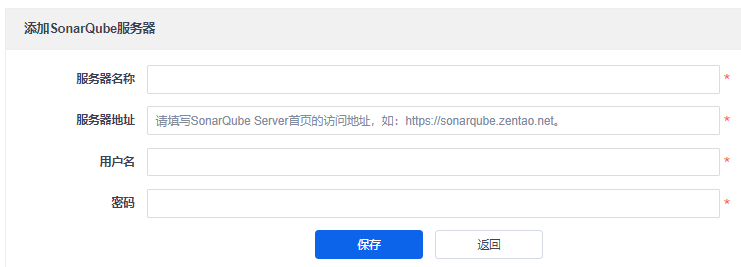 添加SonarQube服务器
服务器名称 *
服务器地址 请填写SonarQube Server首页的访问地址，如：https://sonarqube.zentao.net。 *
用户名 *
密码 *
保存 返回